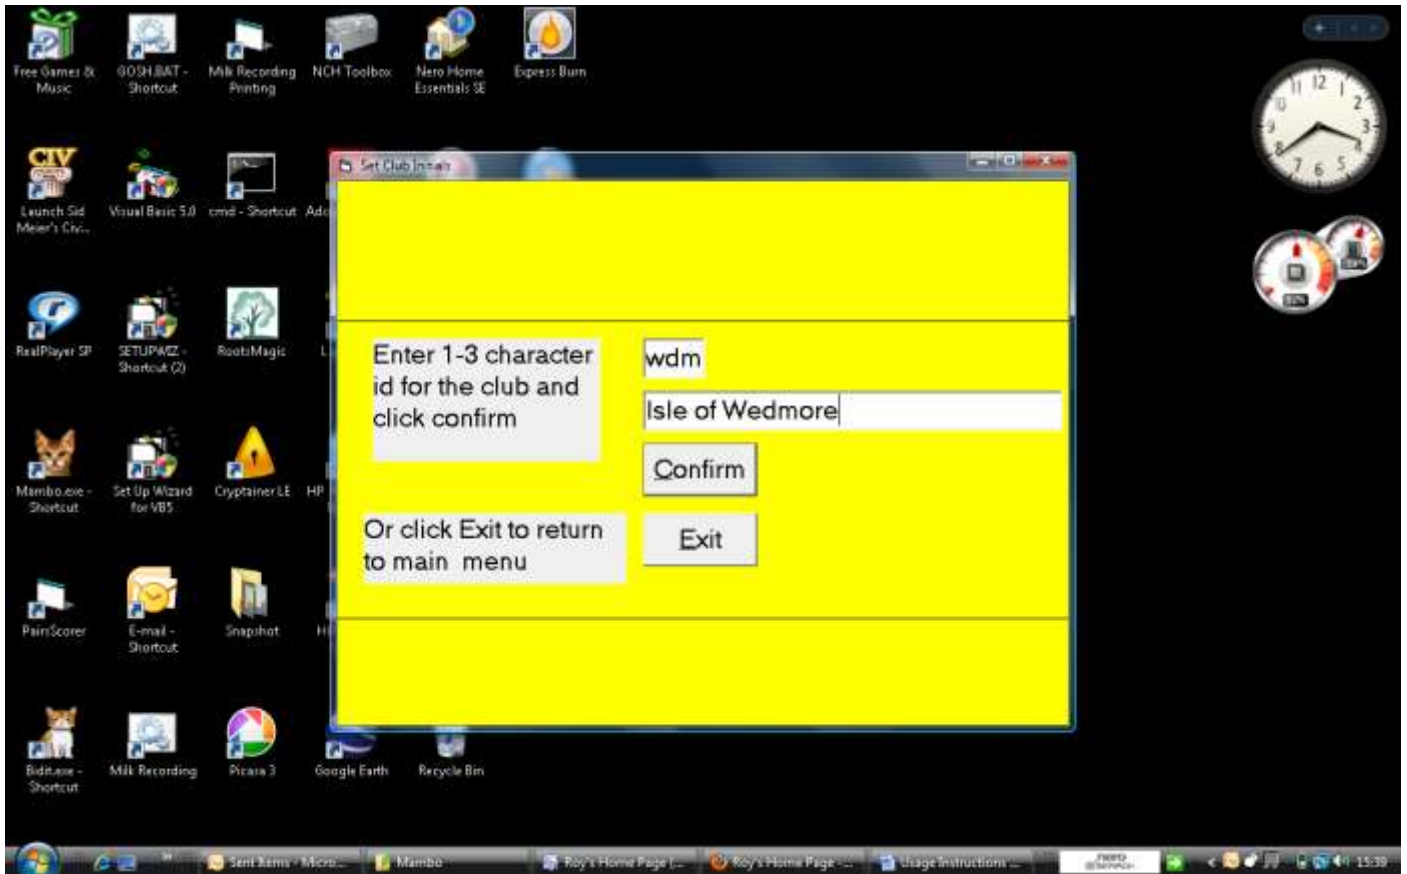 Free Games &
Music
GOSH.BAT -
Shortcut
Milk Recording
Printing
NCH Toolbox
Nero Home
Essentials SE
Express Burn
CIV
Launch Sid
Meier's Civ...
Visual Basic 5.0
cmd - Shortcut
Ado
RealPlayer SP
SETUPWIZ -
Shortcut (2)
RootsMagic
Mambo.exe -
Shortcut
Set Up Wizard
for VB5
Cryptainer LE
HP
PairsScorer
E-mail -
Shortcut
Snapshot
Bidit.exe -
Shortcut
Milk Recording
Picasa 3
Google Earth
Recycle Bin
Set Club Initials
Enter 1-3 character
id for the club and
click confirm
wdm
Isle of Wedmore
Confirm
Or click Exit to return
to main menu
Exit
Sent Items - Micro...
Mambo
Roy's Home Page (...
Roy's Home Page -...
Usage Instructions ...
nero
15:39